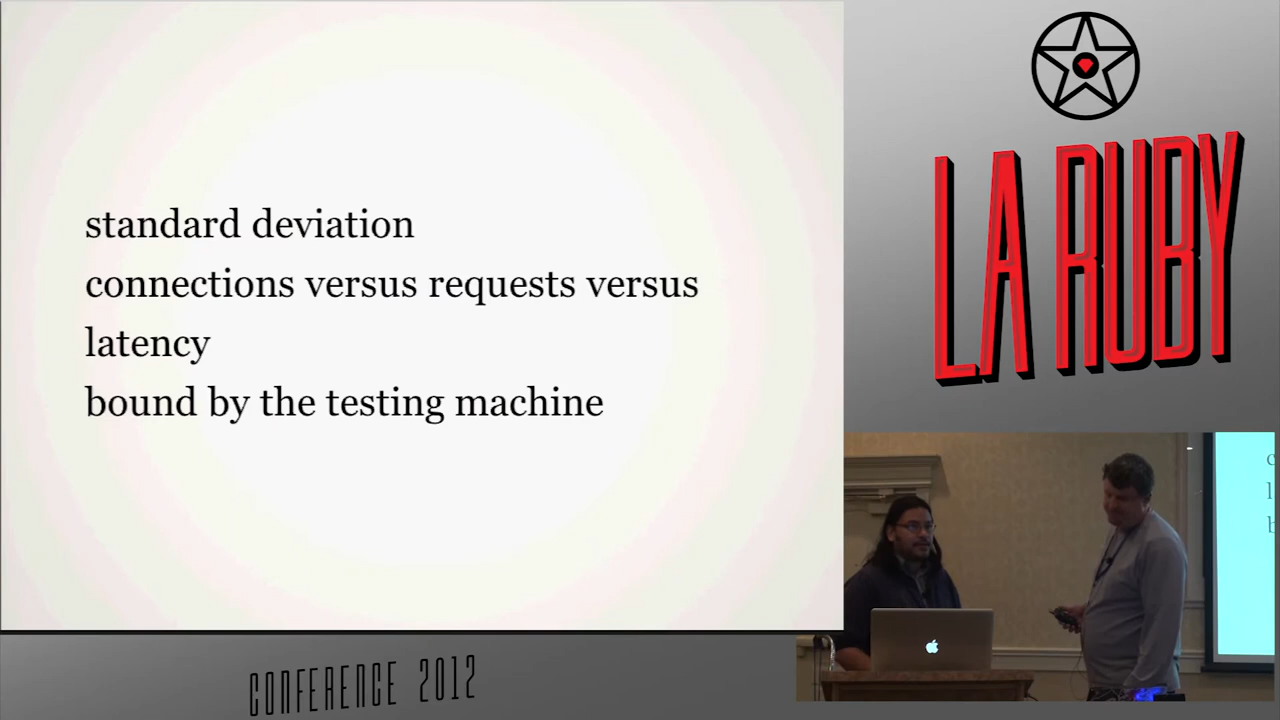 standard deviation
connections versus requests versus
latency
bound by the testing machine
LA RUBY
CONFERENCE 2012